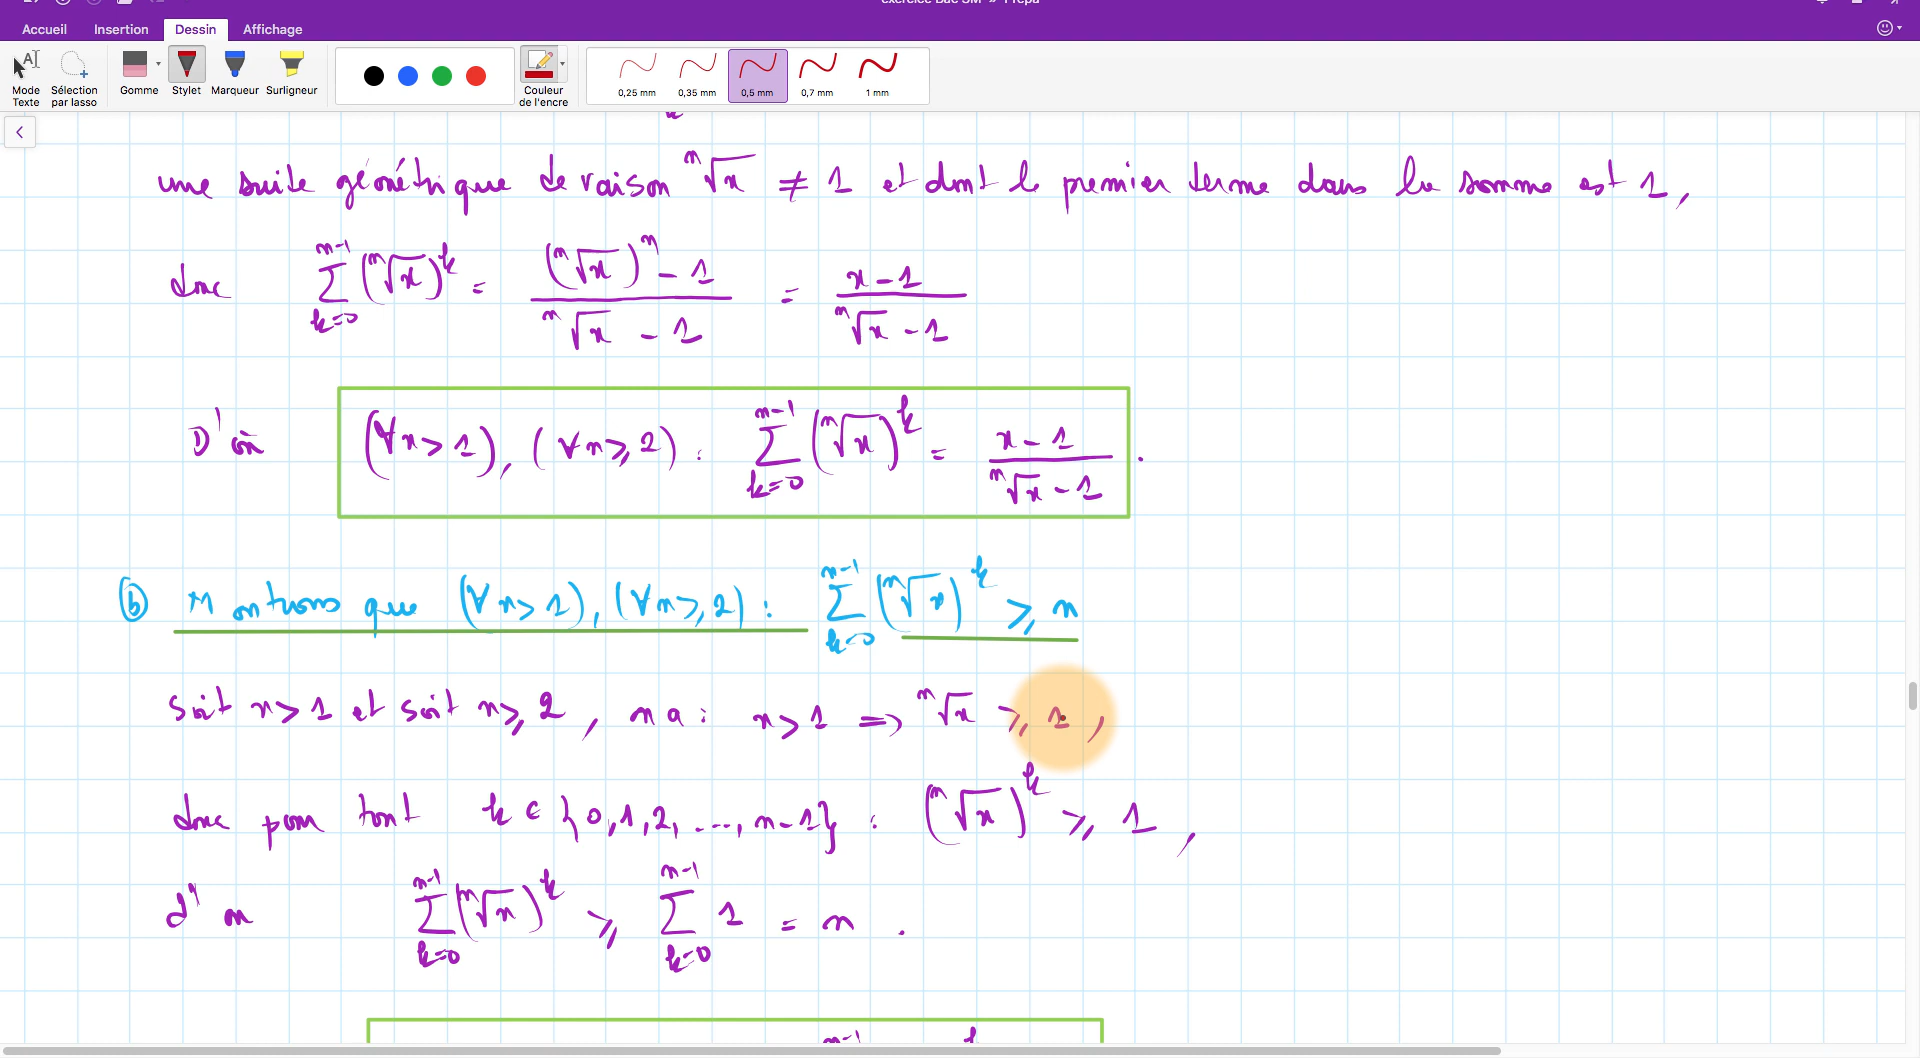 Accueil Insertion Dessin Affichage
Mode Texte Sélection par lasso Gomme Stylet Marqueur Surligneur Couleur de l'encre 0,25 mm 0,35 mm 0,5 mm 0,7 mm 1 mm
une suite géométrique de raison ⁿ√x ≠ 1 et dont le premier terme dans la somme est 1,
donc ∑_{k=0}^{n-1} (ⁿ√x)^k = ((ⁿ√x)^n - 1)/(ⁿ√x - 1) = (x-1)/(ⁿ√x - 1)
D'où (∀x>1), (∀n⩾2) : ∑_{k=0}^{n-1} (ⁿ√x)^k = (x-1)/(ⁿ√x - 1) .
ⓑ Montrons que (∀x>1), (∀n⩾2) : ∑_{k=0}^{n-1} (ⁿ√x)^k ⩾ n
Soit x>1 et soit n⩾2, on a : x>1 ⇒ ⁿ√x ⩾ 1,
donc pour tout k ∈ {0,1,2,...,n-1} : (ⁿ√x)^k ⩾ 1,
d'où ∑_{k=0}^{n-1} (ⁿ√x)^k ⩾ ∑_{k=0}^{n-1} 1 = n .